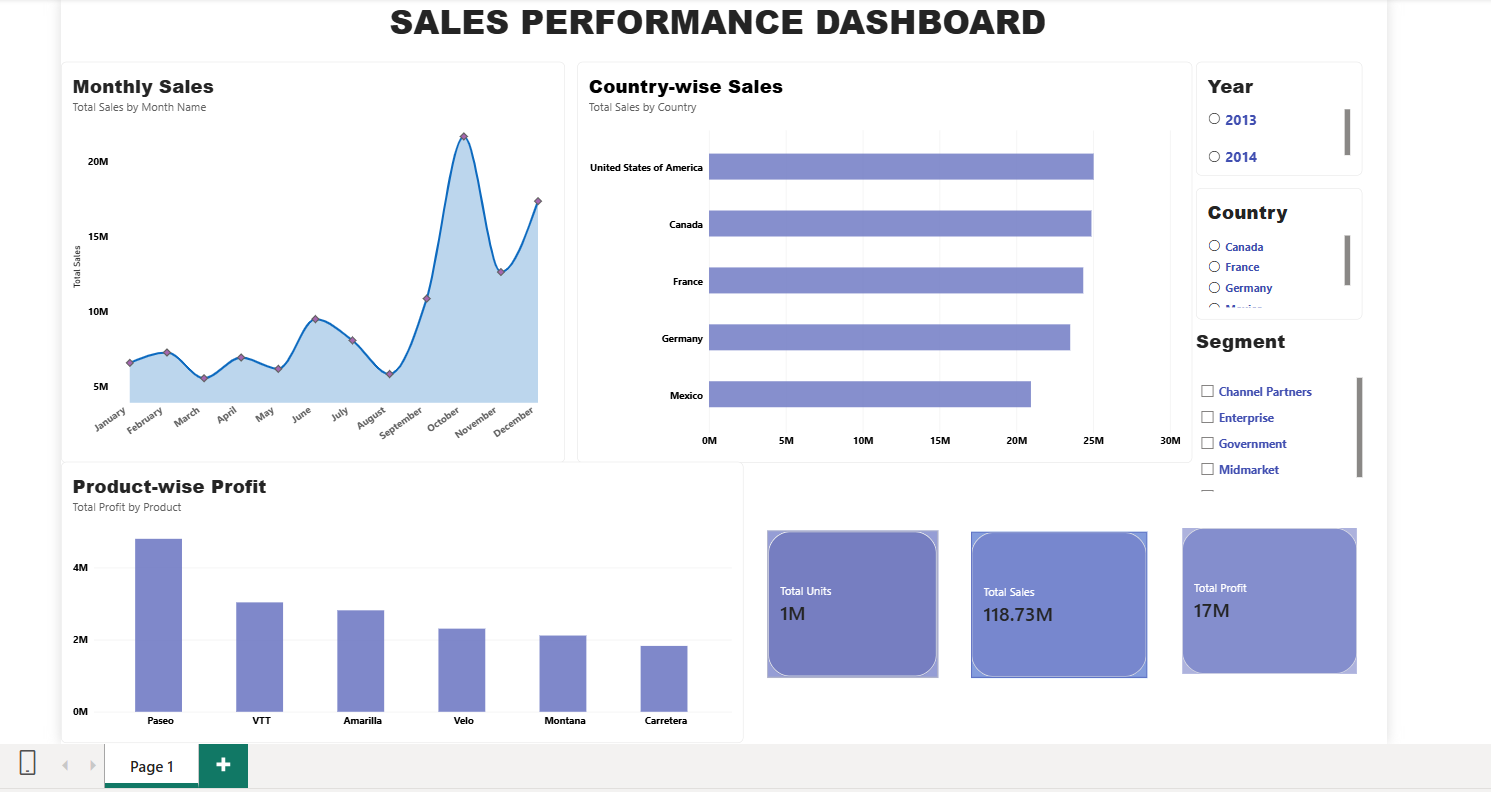 SALES PERFORMANCE DASHBOARD
Monthly Sales
Total Sales by Month Name
Total Sales
20M
15M
10M
5M
January
February
March
April
May
June
July
August
September
October
November
December
Country-wise Sales
Total Sales by Country
United States of America
Canada
France
Germany
Mexico
0M
5M
10M
15M
20M
25M
30M
Year
2013
2014
Country
Canada
France
Germany
Segment
Channel Partners
Enterprise
Government
Midmarket
Product-wise Profit
Total Profit by Product
4M
2M
0M
Paseo
VTT
Amarilla
Velo
Montana
Carretera
Total Units
1M
Total Sales
118.73M
Total Profit
17M
Page 1